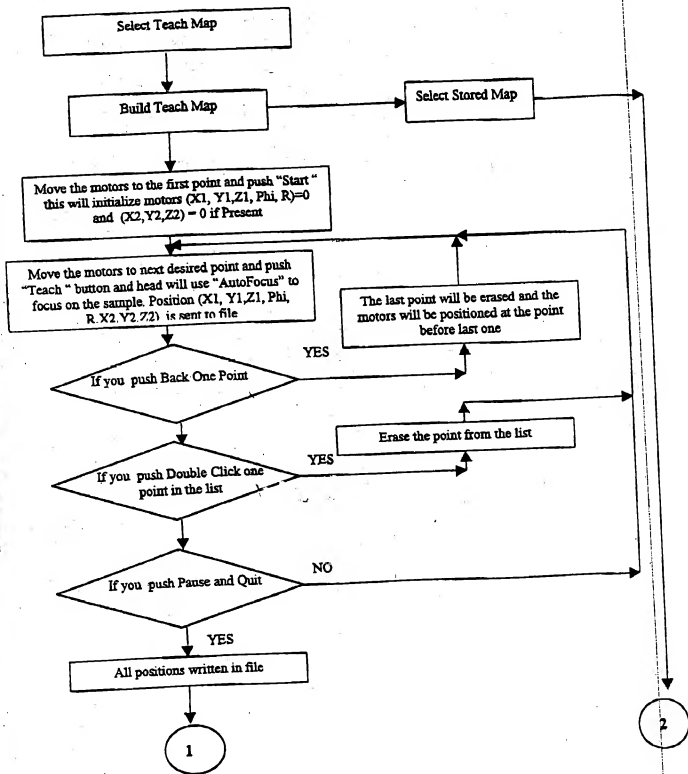 Select Teach Map
Build Teach Map
Select Stored Map
Move the motors to the first point and push "Start "
this will initialize motors (X1, Y1,Z1, Phi, R)=0
and (X2,Y2,Z2) = 0 if Present
Move the motors to next desired point and push
"Teach " button and head will use "AutoFocus" to
focus on the sample. Position (X1, Y1,Z1, Phi,
R,X2,Y2,Z2) is sent to file
The last point will be erased and the
motors will be positioned at the point
before last one
If you push Back One Point
YES
Erase the point from the list
If you push Double Click one
point in the list
YES
If you push Pause and Quit
NO
YES
All positions written in file
1
2